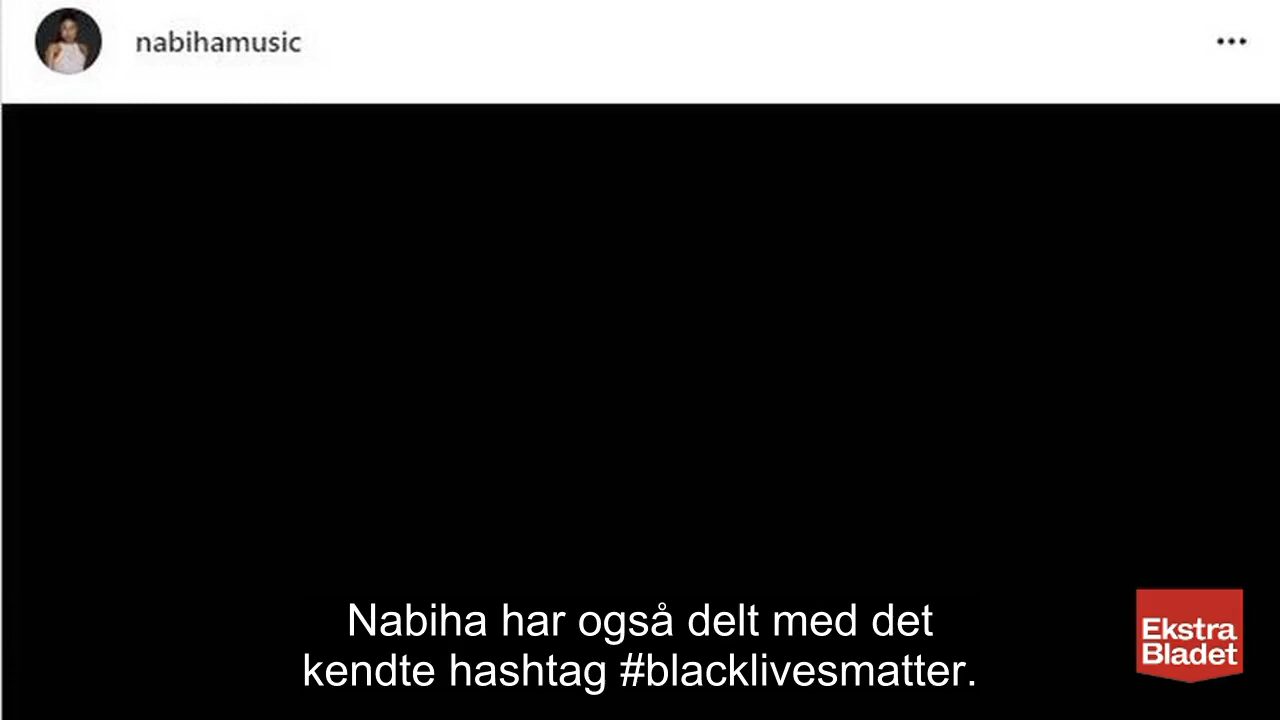 nabihamusic
Nabiha har også delt med det
kendte hashtag #blacklivesmatter.
Ekstra
Bladet